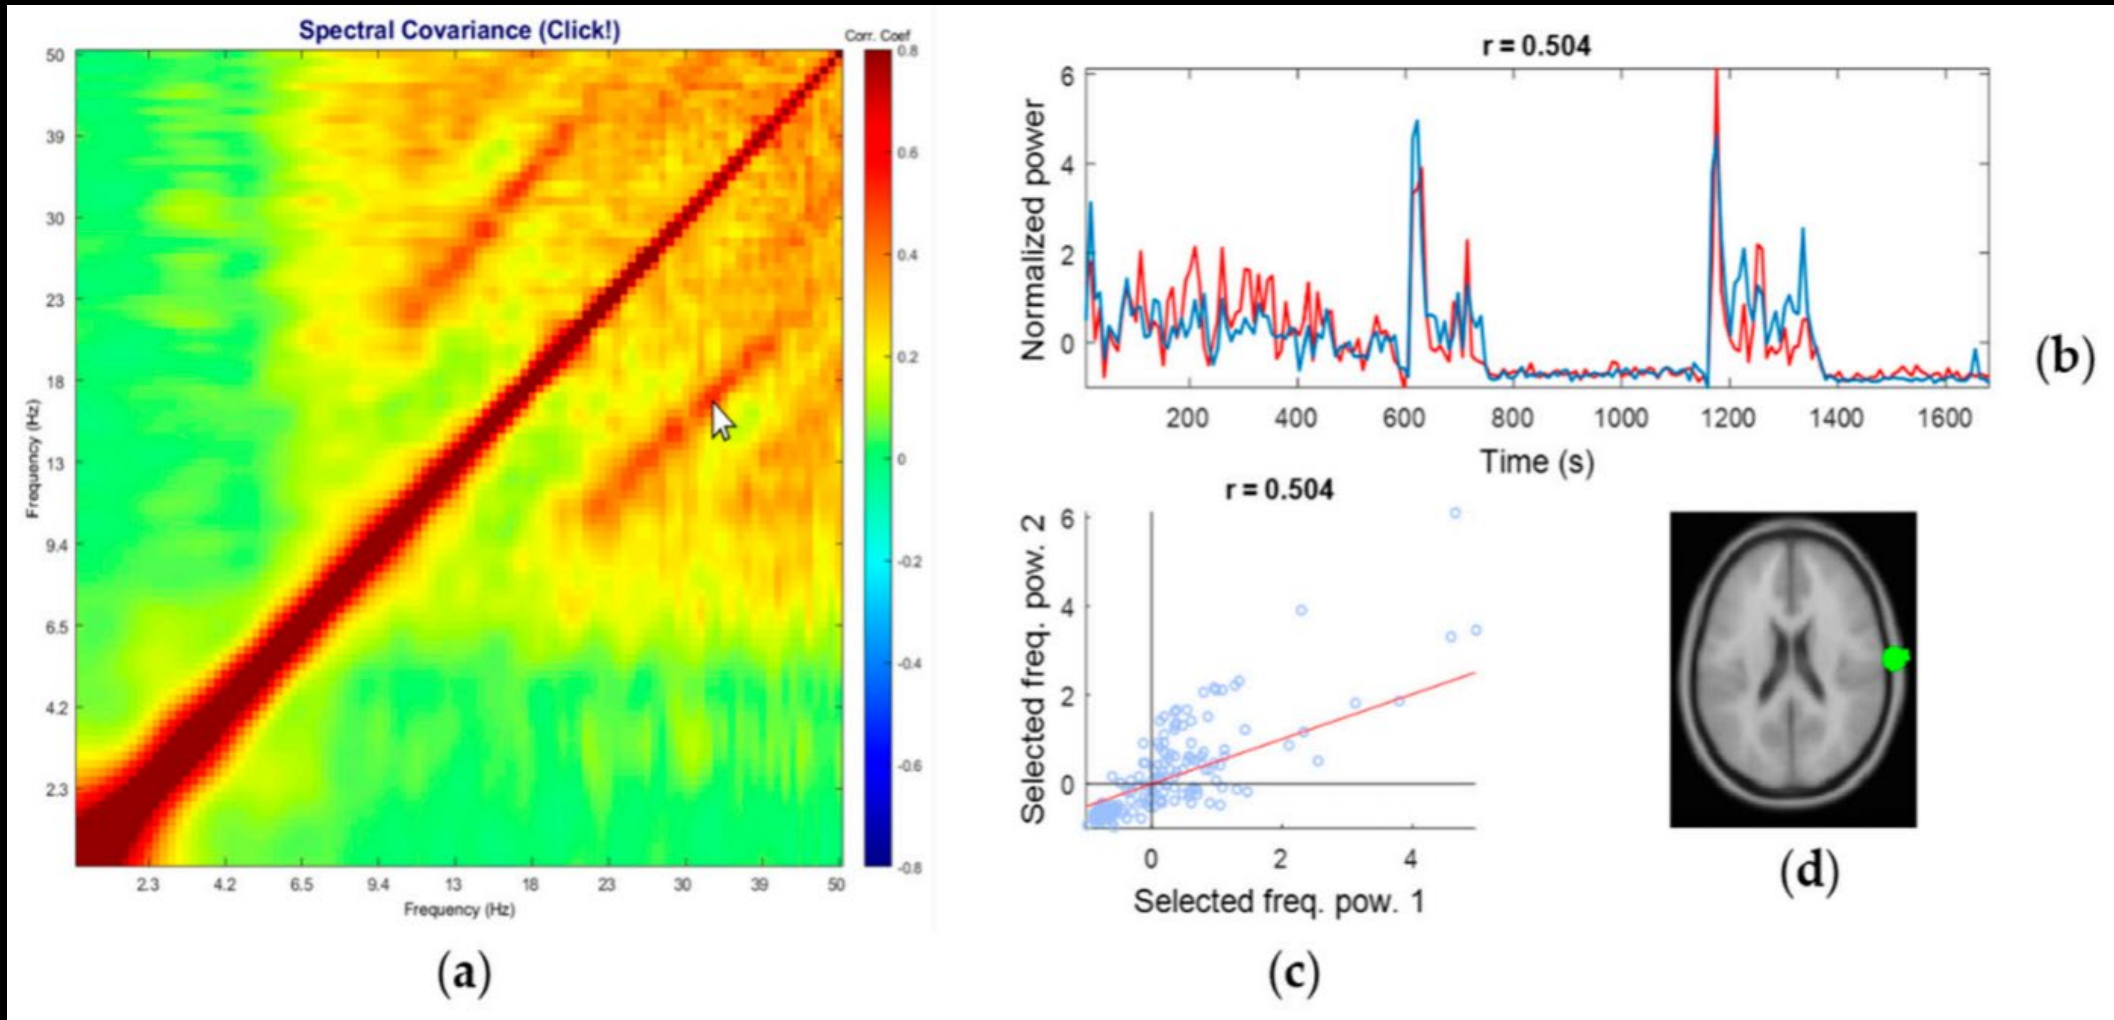 Spectral Covariance (Click!)
Corr. Coef
50
39
30
23
18
13
9.4
6.5
4.2
2.3
Frequency (Hz)
2.3 4.2 6.5 9.4 13 18 23 30 39 50
Frequency (Hz)
0.8
0.6
0.4
0.2
0
-0.2
-0.4
-0.6
-0.8
(a)
r = 0.504
Normalized power
6
4
2
0
200 400 600 800 1000 1200 1400 1600
Time (s)
(b)
r = 0.504
Selected freq. pow. 2
6
4
2
0
0 2 4
Selected freq. pow. 1
(c)
(d)